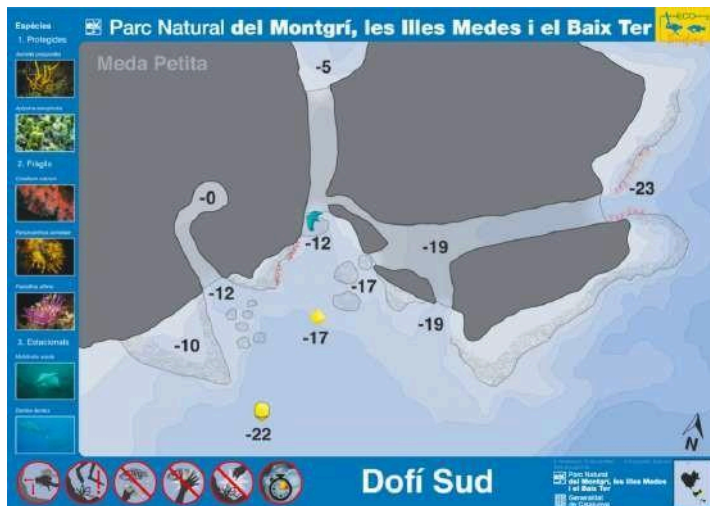 Espècies
1. Protegides
2. Fràgils
3. Estacionals
Parc Natural del Montgrí, les Illes Medes i el Baix Ter
ECO
Meda Petita
-5
-0
-23
-12
-19
-12
-17
-19
-10
-17
-22
N
Dofí Sud
Parc Natural
del Montgrí, les Illes Medes
i el Baix Ter
Generalitat
de Catalunya